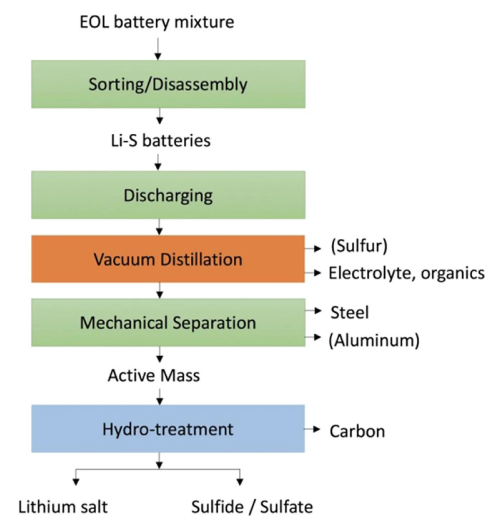 EOL battery mixture
Sorting/Disassembly
Li-S batteries
Discharging
Vacuum Distillation
(Sulfur)
Electrolyte, organics
Mechanical Separation
Steel
(Aluminum)
Active Mass
Hydro-treatment
Carbon
Lithium salt
Sulfide / Sulfate